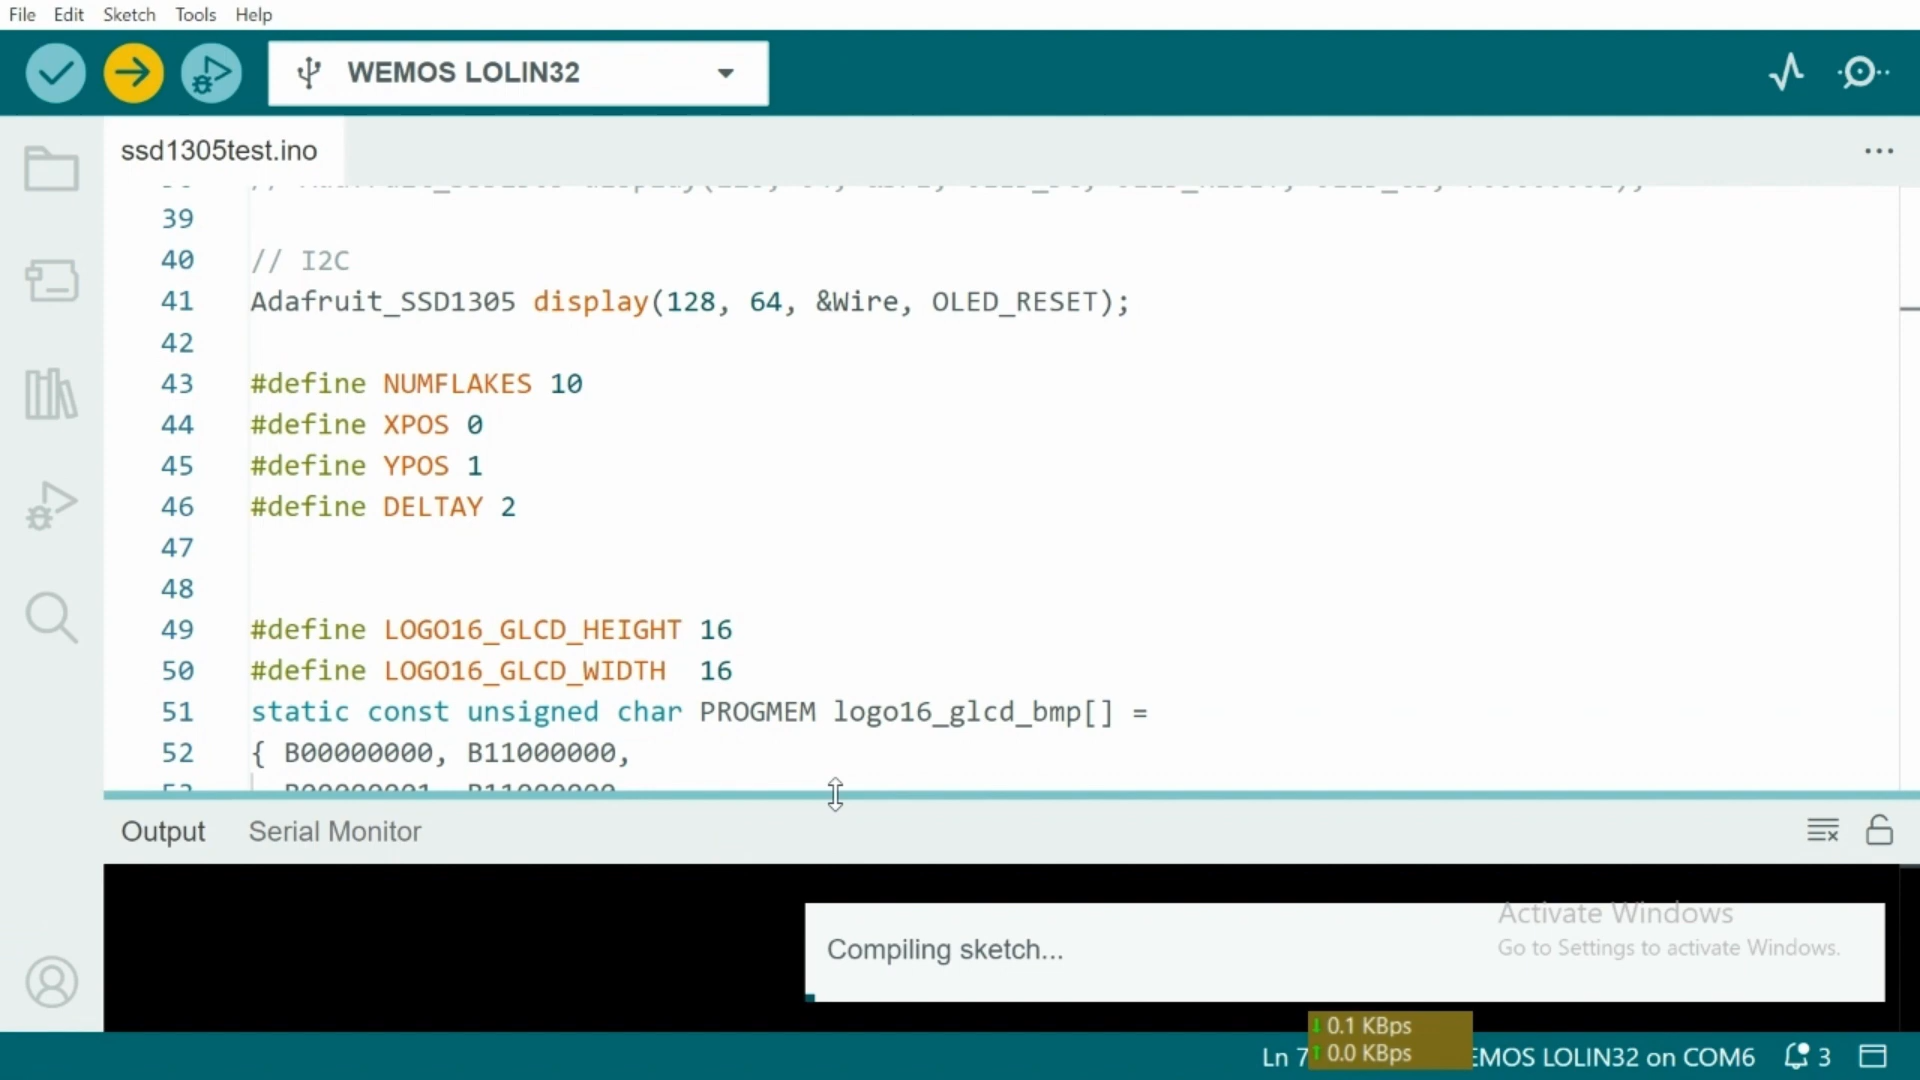 File Edit Sketch Tools Help
WEMOS LOLIN32
ssd1305test.ino
39
40 // I2C
41 Adafruit_SSD1305 display(128, 64, &Wire, OLED_RESET);
42
43 #define NUMFLAKES 10
44 #define XPOS 0
45 #define YPOS 1
46 #define DELTAY 2
47
48
49 #define LOGO16_GLCD_HEIGHT 16
50 #define LOGO16_GLCD_WIDTH  16
51 static const unsigned char PROGMEM logo16_glcd_bmp[] =
52 { B00000000, B11000000,
Output Serial Monitor
Activate Windows
Compiling sketch...
Go to Settings to activate Windows.
0.1 KBps
0.0 KBps
Ln 7 EMOS LOLIN32 on COM6 3